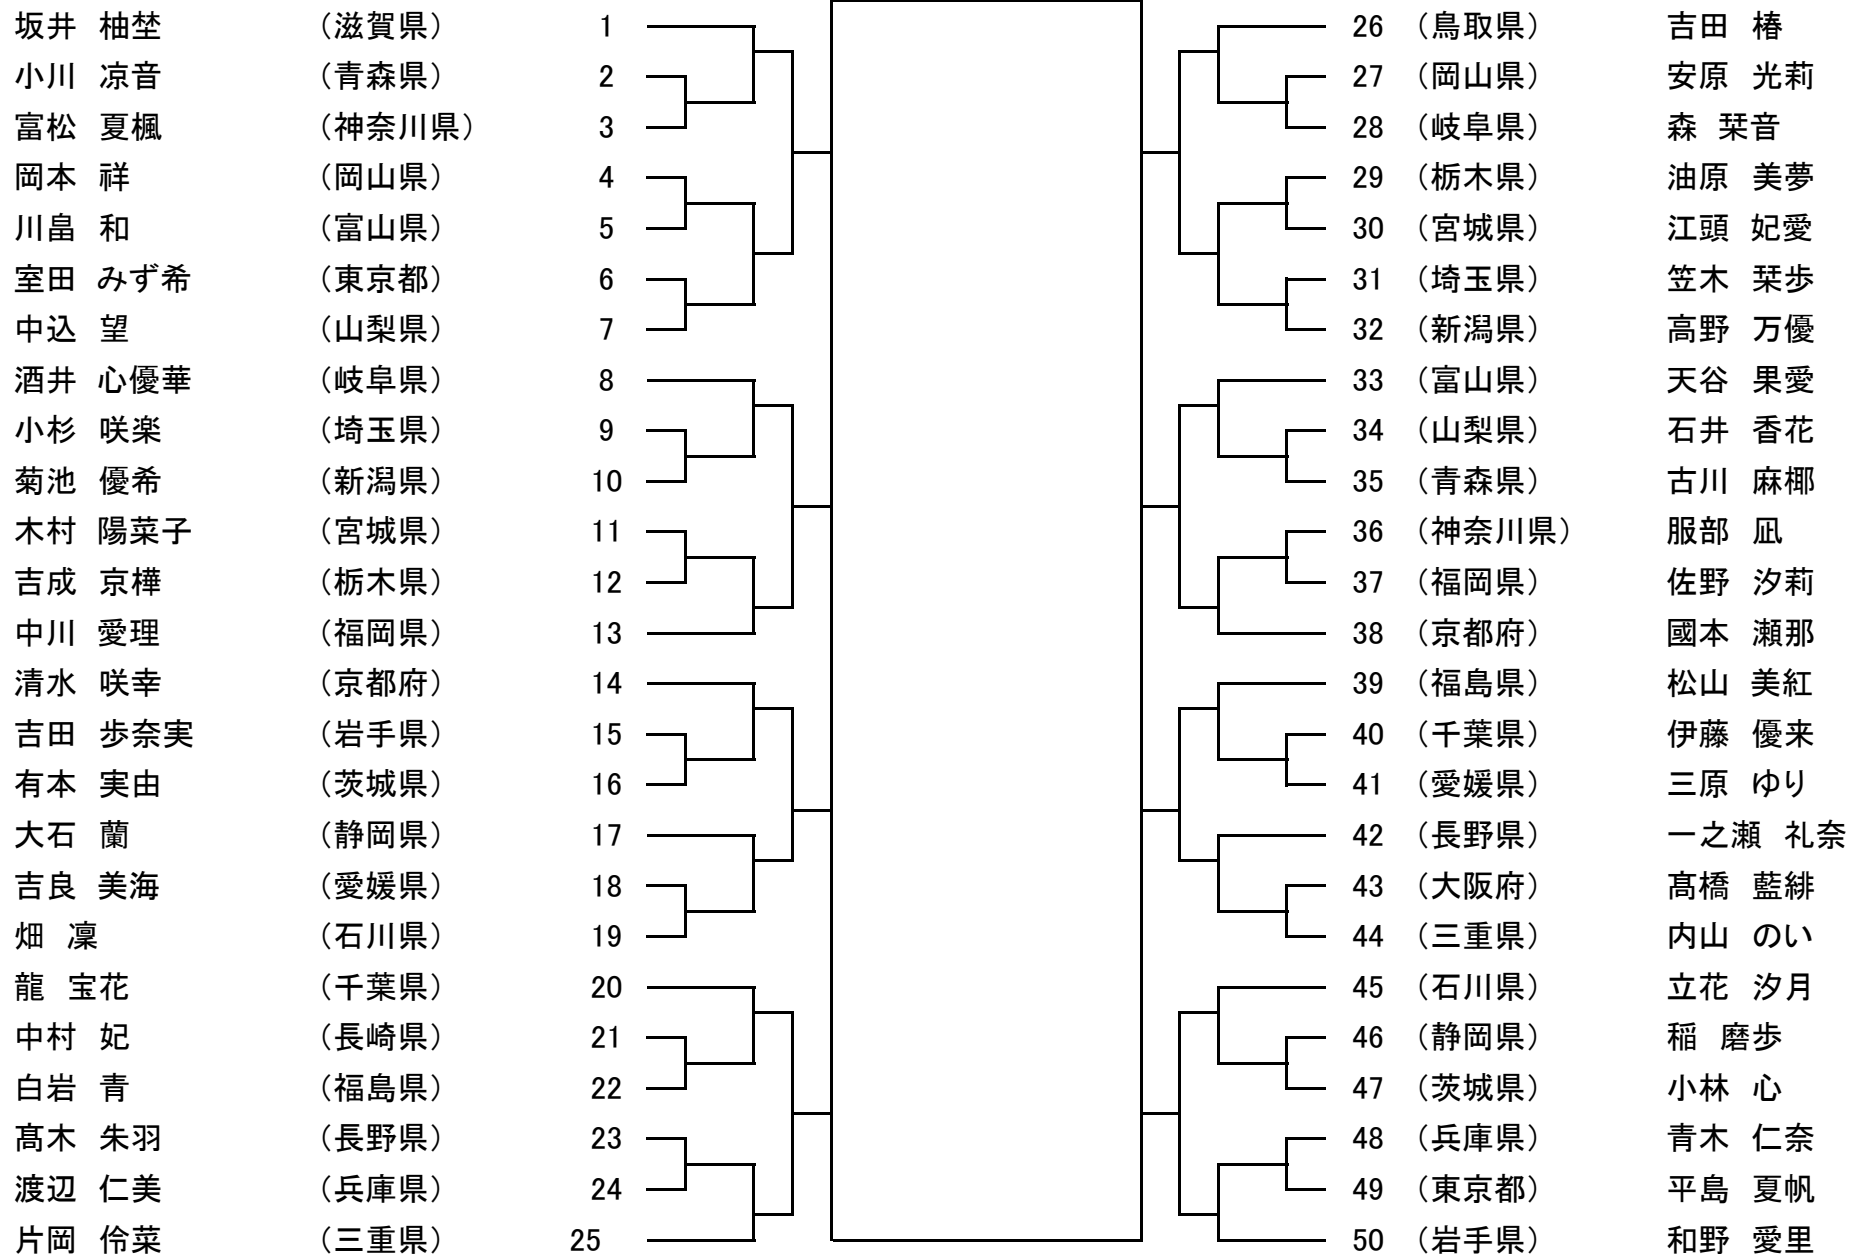 坂井 柚埜 （滋賀県） 1 26 （鳥取県） 吉田 椿
小川 凉音 （青森県） 2 27 （岡山県） 安原 光莉
富松 夏楓 （神奈川県） 3 28 （岐阜県） 森 栞音
岡本 祥 （岡山県） 4 29 （栃木県） 油原 美夢
川畠 和 （富山県） 5 30 （宮城県） 江頭 妃愛
室田 みず希 （東京都） 6 31 （埼玉県） 笠木 栞歩
中込 望 （山梨県） 7 32 （新潟県） 高野 万優
酒井 心優華 （岐阜県） 8 33 （富山県） 天谷 果愛
小杉 咲楽 （埼玉県） 9 34 （山梨県） 石井 香花
菊池 優希 （新潟県） 10 35 （青森県） 古川 麻椰
木村 陽菜子 （宮城県） 11 36 （神奈川県） 服部 凪
吉成 京樺 （栃木県） 12 37 （福岡県） 佐野 汐莉
中川 愛理 （福岡県） 13 38 （京都府） 國本 瀬那
清水 咲幸 （京都府） 14 39 （福島県） 松山 美紅
吉田 歩奈実 （岩手県） 15 40 （千葉県） 伊藤 優来
有本 実由 （茨城県） 16 41 （愛媛県） 三原 ゆり
大石 蘭 （静岡県） 17 42 （長野県） 一之瀬 礼奈
吉良 美海 （愛媛県） 18 43 （大阪府） 髙橋 藍緋
畑 凜 （石川県） 19 44 （三重県） 内山 のい
龍 宝花 （千葉県） 20 45 （石川県） 立花 汐月
中村 妃 （長崎県） 21 46 （静岡県） 稲 磨歩
白岩 青 （福島県） 22 47 （茨城県） 小林 心
髙木 朱羽 （長野県） 23 48 （兵庫県） 青木 仁奈
渡辺 仁美 （兵庫県） 24 49 （東京都） 平島 夏帆
片岡 伶菜 （三重県） 25 50 （岩手県） 和野 愛里